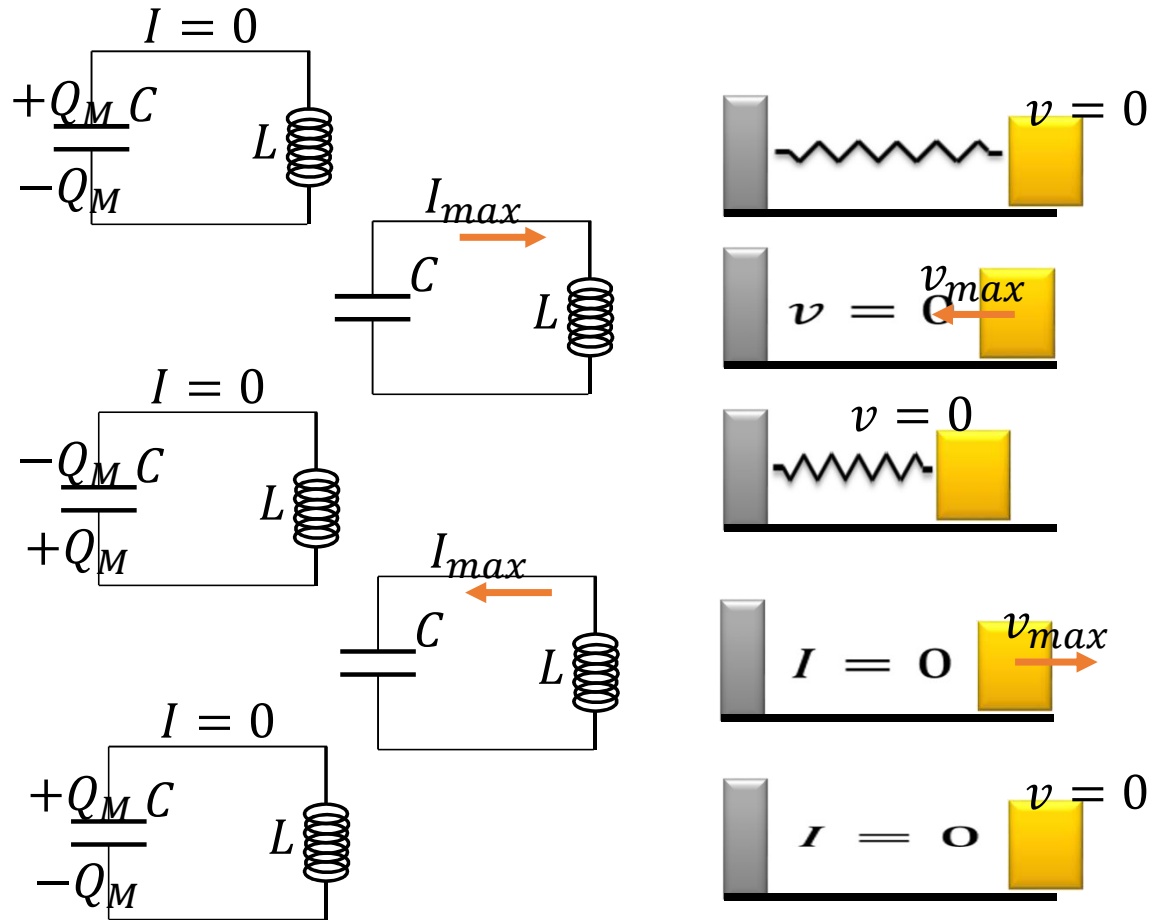 I = 0
+Q_M C
L
−Q_M
v = 0
I_max
C
L
v_max
v = 0
I = 0
−Q_M C
L
+Q_M
v = 0
I_max
C
L
v_max
I = 0
I = 0
+Q_M C
L
−Q_M
v = 0
I = 0